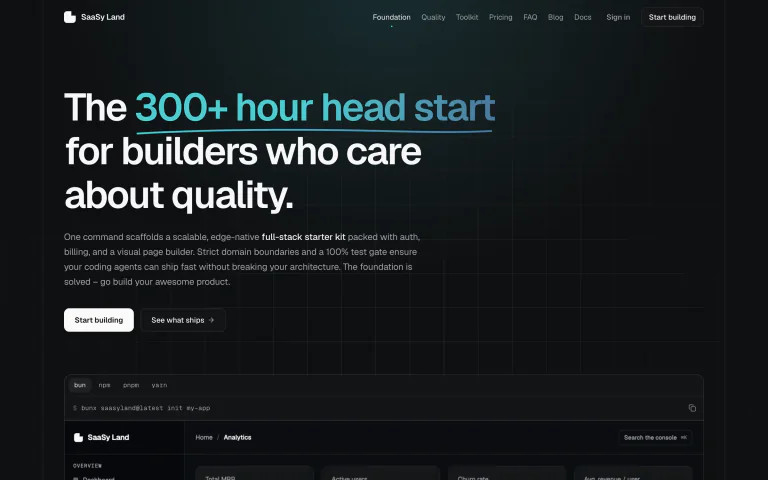 SaaSy Land
Foundation Quality Toolkit Pricing FAQ Blog Docs Sign in Start building
The 300+ hour head start
for builders who care
about quality.
One command scaffolds a scalable, edge-native full-stack starter kit packed with auth,
billing, and a visual page builder. Strict domain boundaries and a 100% test gate ensure
your coding agents can ship fast without breaking your architecture. The foundation is
solved – go build your awesome product.
Start building See what ships →
bun npm pnpm yarn
$ bunx saasyland@latest init my-app
SaaSy Land
Home / Analytics
Search the console ⌘K
OVERVIEW
Dashboard
Total MRR Active users Churn rate Avg. revenue / user